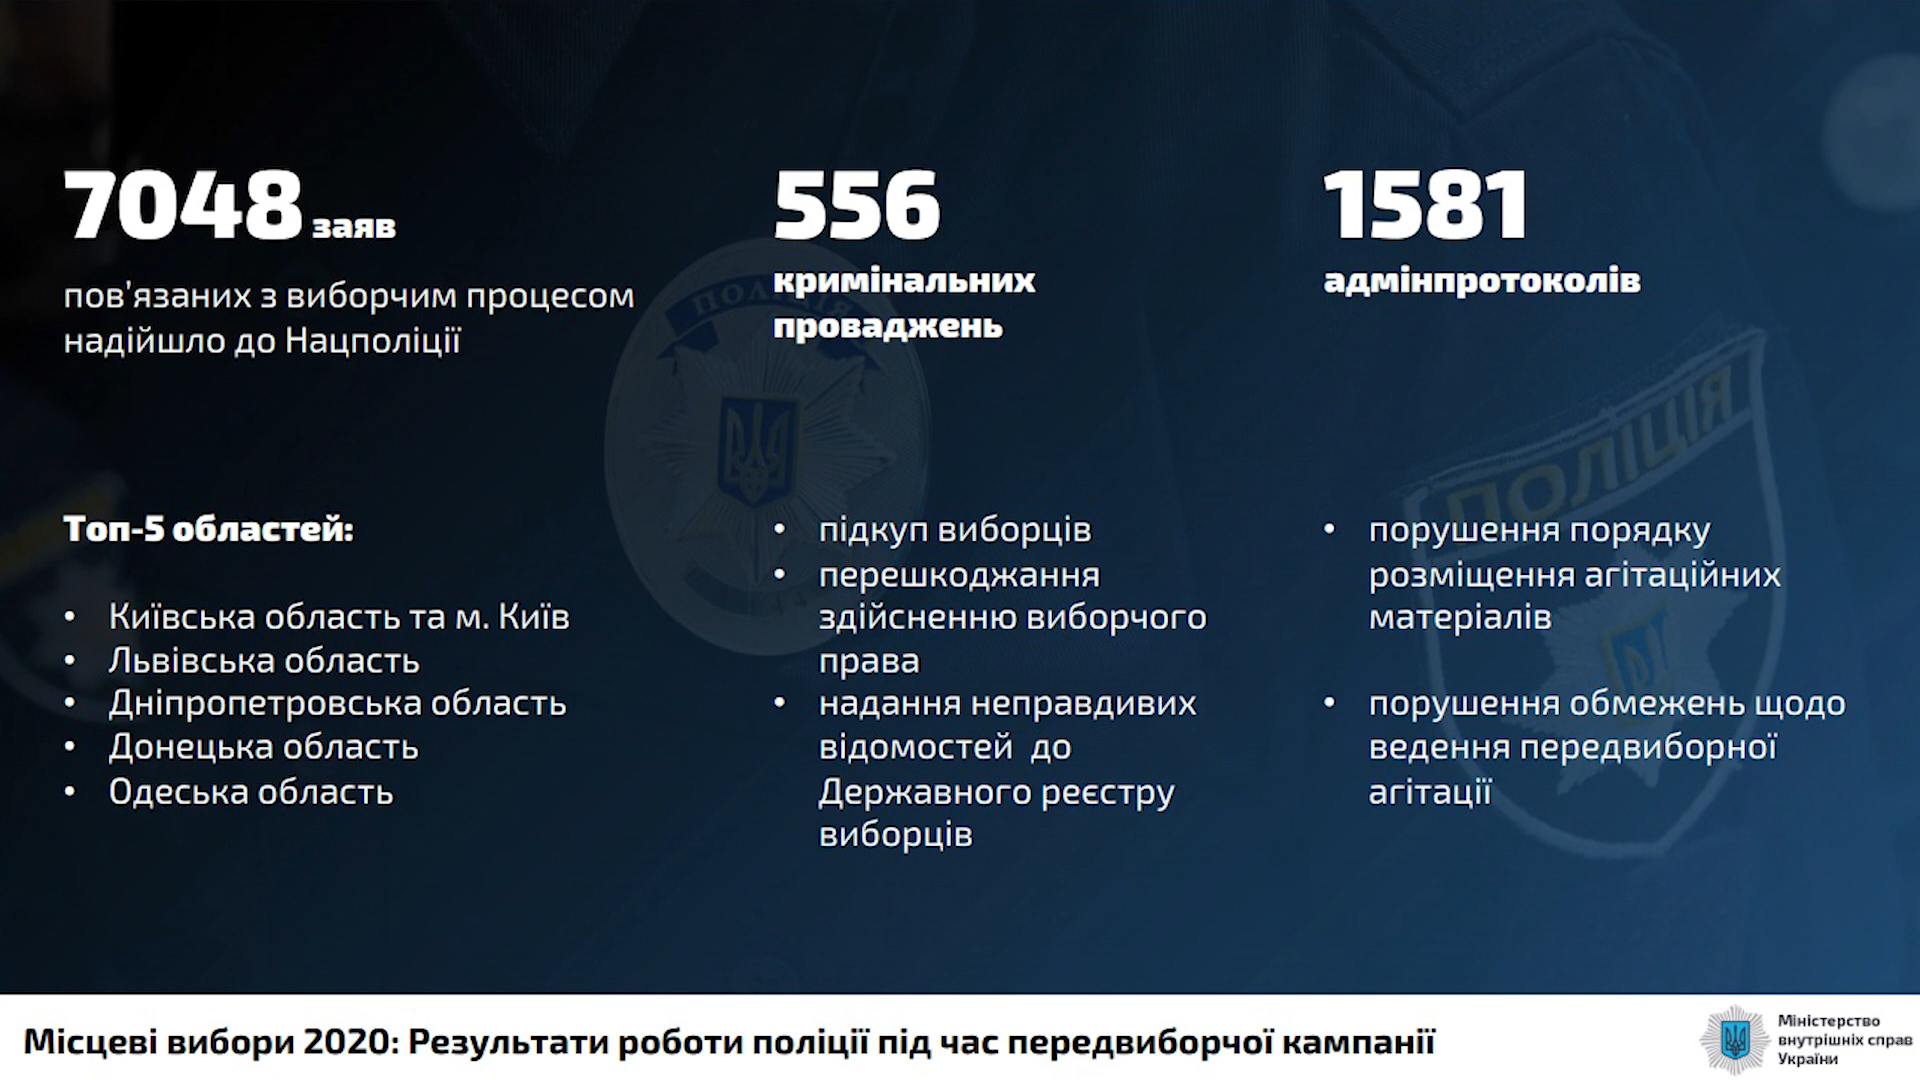 7048 заяв
пов’язаних з виборчим процесом
надійшло до Нацполіції
Топ-5 областей:
• Київська область та м. Київ
• Львівська область
• Дніпропетровська область
• Донецька область
• Одеська область
556
кримінальних
проваджень
• підкуп виборців
• перешкоджання
здійсненню виборчого
права
• надання неправдивих
відомостей до
Державного реєстру
виборців
1581
адмінпротоколів
• порушення порядку
розміщення агітаційних
матеріалів
• порушення обмежень щодо
ведення передвиборної
агітації
ПОЛІЦІЯ
ПОЛІЦІЯ
Місцеві вибори 2020: Результати роботи поліції під час передвиборчої кампанії
Міністерство
внутрішніх справ
України